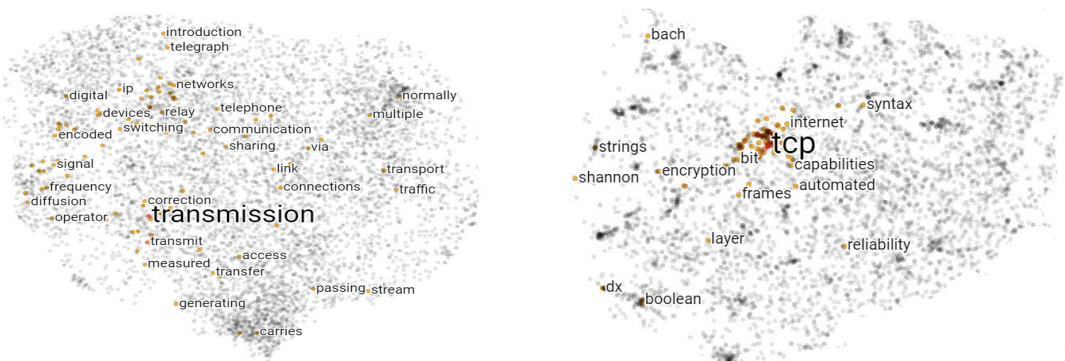 introduction
telegraph
ip
networks
digital
devices
relay
telephone
normally
multiple
encoded
switching
communication
sharing
via
signal
link
transport
frequency
connections
traffic
diffusion
correction
operator
transmission
transmit
access
measured
transfer
generating
passing
stream
carries
bach
syntax
internet
strings
tcp
bit
capabilities
shannon
encryption
automated
frames
layer
reliability
dx
boolean